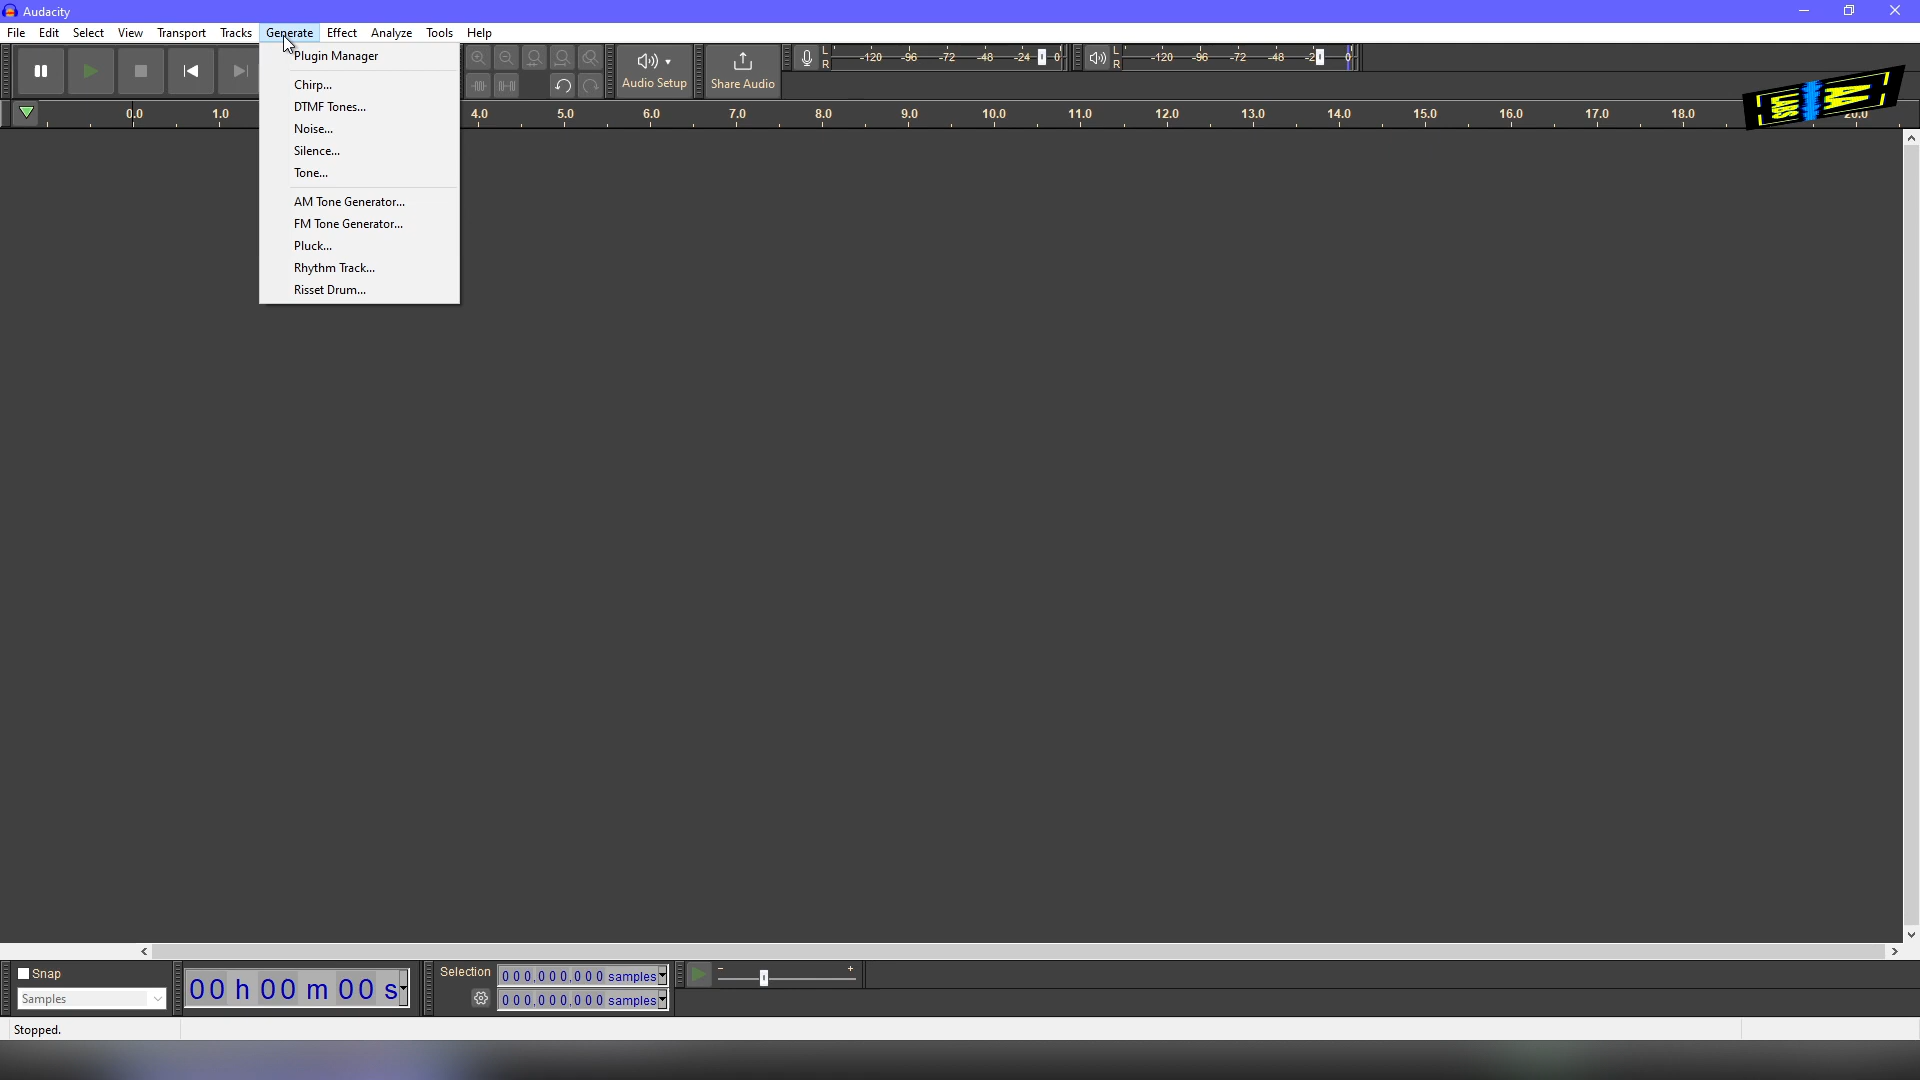 Audacity
File Edit Select View Transport Tracks Generate Effect Analyze Tools Help
Plugin Manager
Chirp...
DTMF Tones...
Noise...
Silence...
Tone...
AM Tone Generator...
FM Tone Generator...
Pluck...
Rhythm Track...
Risset Drum...
Audio Setup
Share Audio
L
R
-120 -96 -72 -48 -24 0
L
R
-120 -96 -72 -48 -2 0
0.0 1.0 4.0 5.0 6.0 7.0 8.0 9.0 10.0 11.0 12.0 13.0 14.0 15.0 16.0 17.0 18.0 20.0
Snap
Samples
00 h 00 m 00 s
Selection
000,000,000 samples
000,000,000 samples
- +
Stopped.